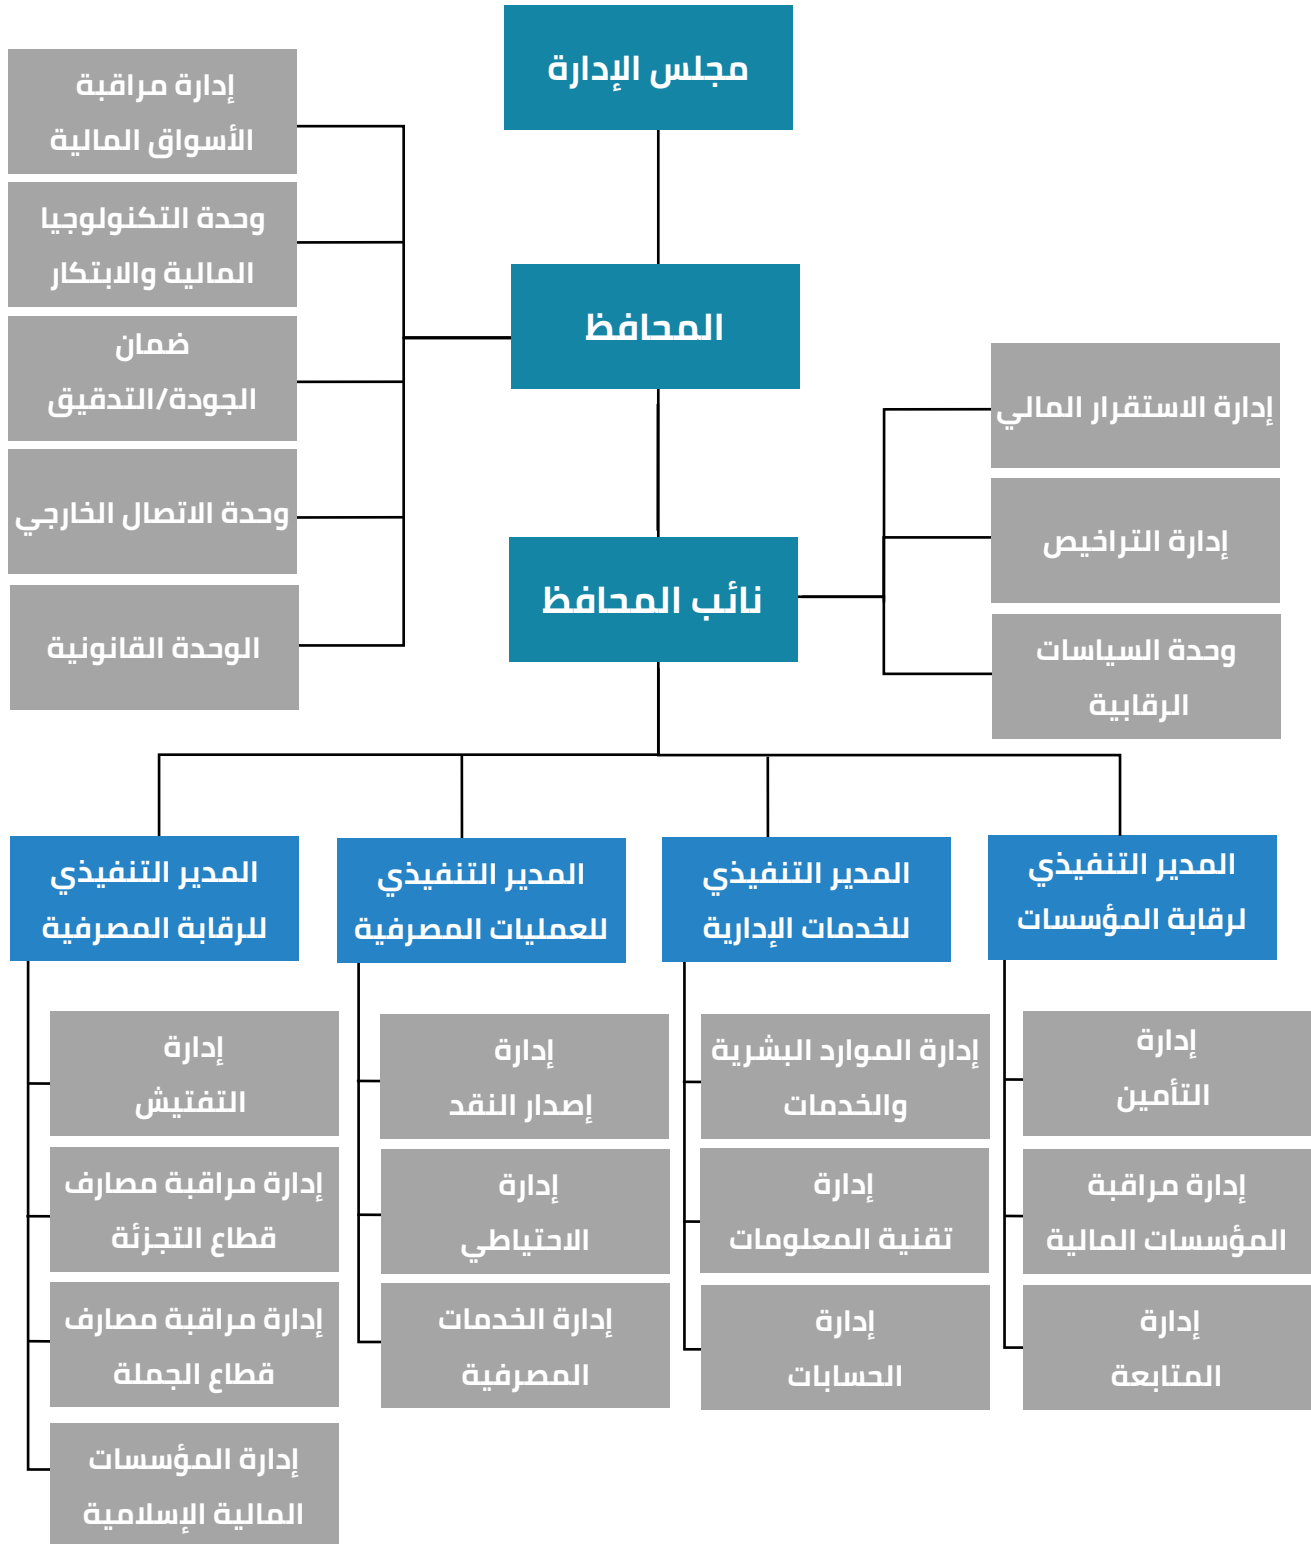 مجلس الإدارة
المحافظ
نائب المحافظ
إدارة مراقبة
الأسواق المالية
وحدة التكنولوجيا
المالية والابتكار
ضمان
الجودة/التدقيق
وحدة الاتصال الخارجي
الوحدة القانونية
إدارة الاستقرار المالي
إدارة التراخيص
وحدة السياسات
الرقابية
المدير التنفيذي
لرقابة المؤسسات
إدارة
التأمين
إدارة مراقبة
المؤسسات المالية
إدارة
المتابعة
المدير التنفيذي
للخدمات الإدارية
إدارة الموارد البشرية
والخدمات
إدارة
تقنية المعلومات
إدارة
الحسابات
المدير التنفيذي
للعمليات المصرفية
إدارة
إصدار النقد
إدارة
الاحتياطي
إدارة الخدمات
المصرفية
المدير التنفيذي
للرقابة المصرفية
إدارة
التفتيش
إدارة مراقبة مصارف
قطاع التجزئة
إدارة مراقبة مصارف
قطاع الجملة
إدارة المؤسسات
المالية الإسلامية